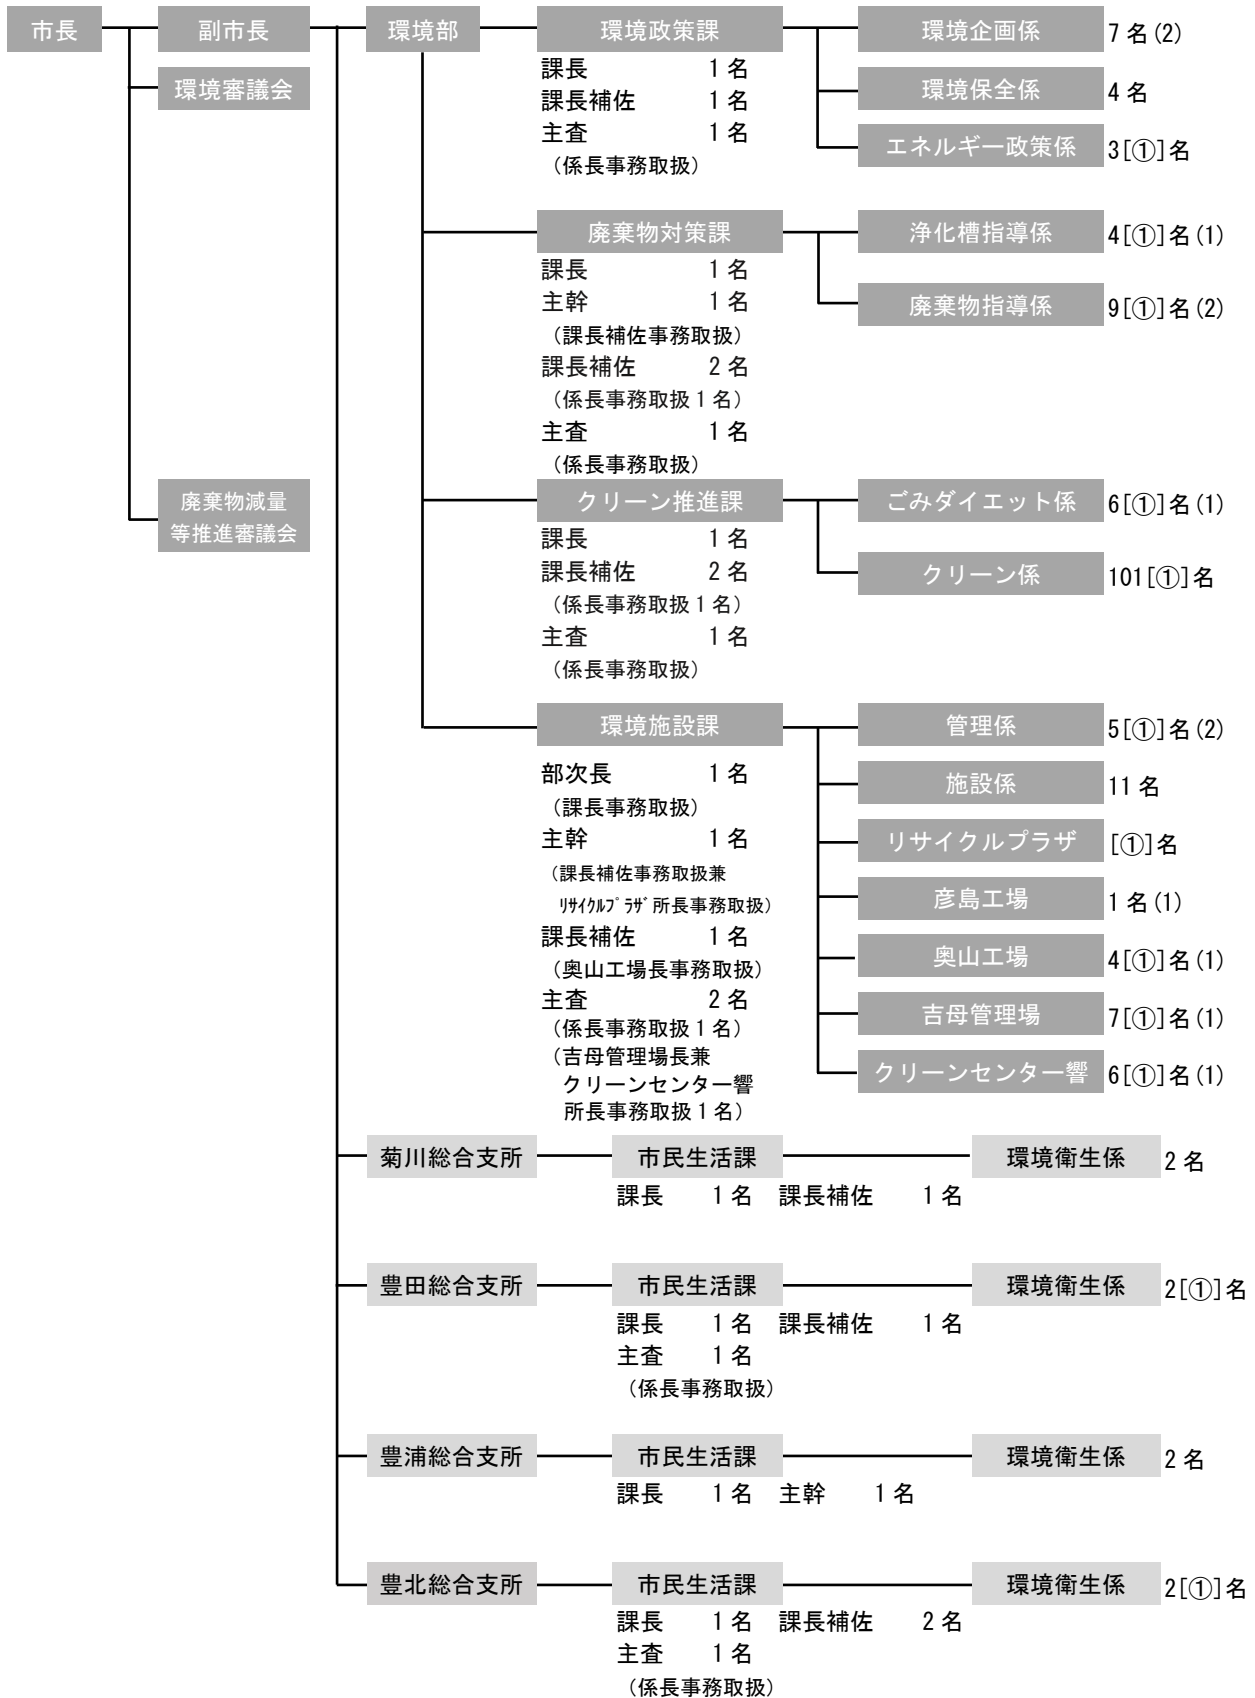 市長
副市長
環境審議会
廃棄物減量
等推進審議会
環境部
環境政策課
課長 1名
課長補佐 1名
主査 1名
（係長事務取扱）
環境企画係 7名(2)
環境保全係 4名
エネルギー政策係 3[①]名
廃棄物対策課
課長 1名
主幹 1名
（課長補佐事務取扱）
課長補佐 2名
（係長事務取扱1名）
主査 1名
（係長事務取扱）
浄化槽指導係 4[①]名(1)
廃棄物指導係 9[①]名(2)
クリーン推進課
課長 1名
課長補佐 2名
（係長事務取扱1名）
主査 1名
（係長事務取扱）
ごみダイエット係 6[①]名(1)
クリーン係 101[①]名
環境施設課
部次長 1名
（課長事務取扱）
主幹 1名
（課長補佐事務取扱兼
ﾘｻｲｸﾙﾌﾟﾗｻﾞ所長事務取扱）
課長補佐 1名
（奥山工場長事務取扱）
主査 2名
（係長事務取扱1名）
（吉母管理場長兼
クリーンセンター響
所長事務取扱1名）
管理係 5[①]名(2)
施設係 11名
リサイクルプラザ [①]名
彦島工場 1名(1)
奥山工場 4[①]名(1)
吉母管理場 7[①]名(1)
クリーンセンター響 6[①]名(1)
菊川総合支所 市民生活課 環境衛生係 2名
課長 1名 課長補佐 1名
豊田総合支所 市民生活課 環境衛生係 2[①]名
課長 1名 課長補佐 1名
主査 1名
（係長事務取扱）
豊浦総合支所 市民生活課 環境衛生係 2名
課長 1名 主幹 1名
豊北総合支所 市民生活課 環境衛生係 2[①]名
課長 1名 課長補佐 2名
主査 1名
（係長事務取扱）